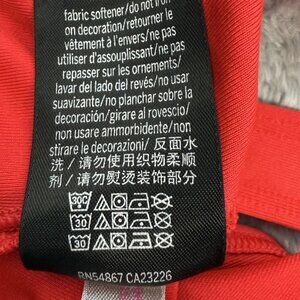 fabric softener/do not iron
on decoration/retourner le
vêtement à l'envers/ne pas
utiliser d'adoucissant/ne pas
repasser sur les ornements/
lavar del lado del revés/no usar
suavizante/no planchar sobre la
decoración/girare al rovescio/
non usare ammorbidente/non
stirare su decorazioni/反面水
洗/请勿使用织物柔顺
剂/请勿熨烫装饰部分
30
RN54867 CA23226